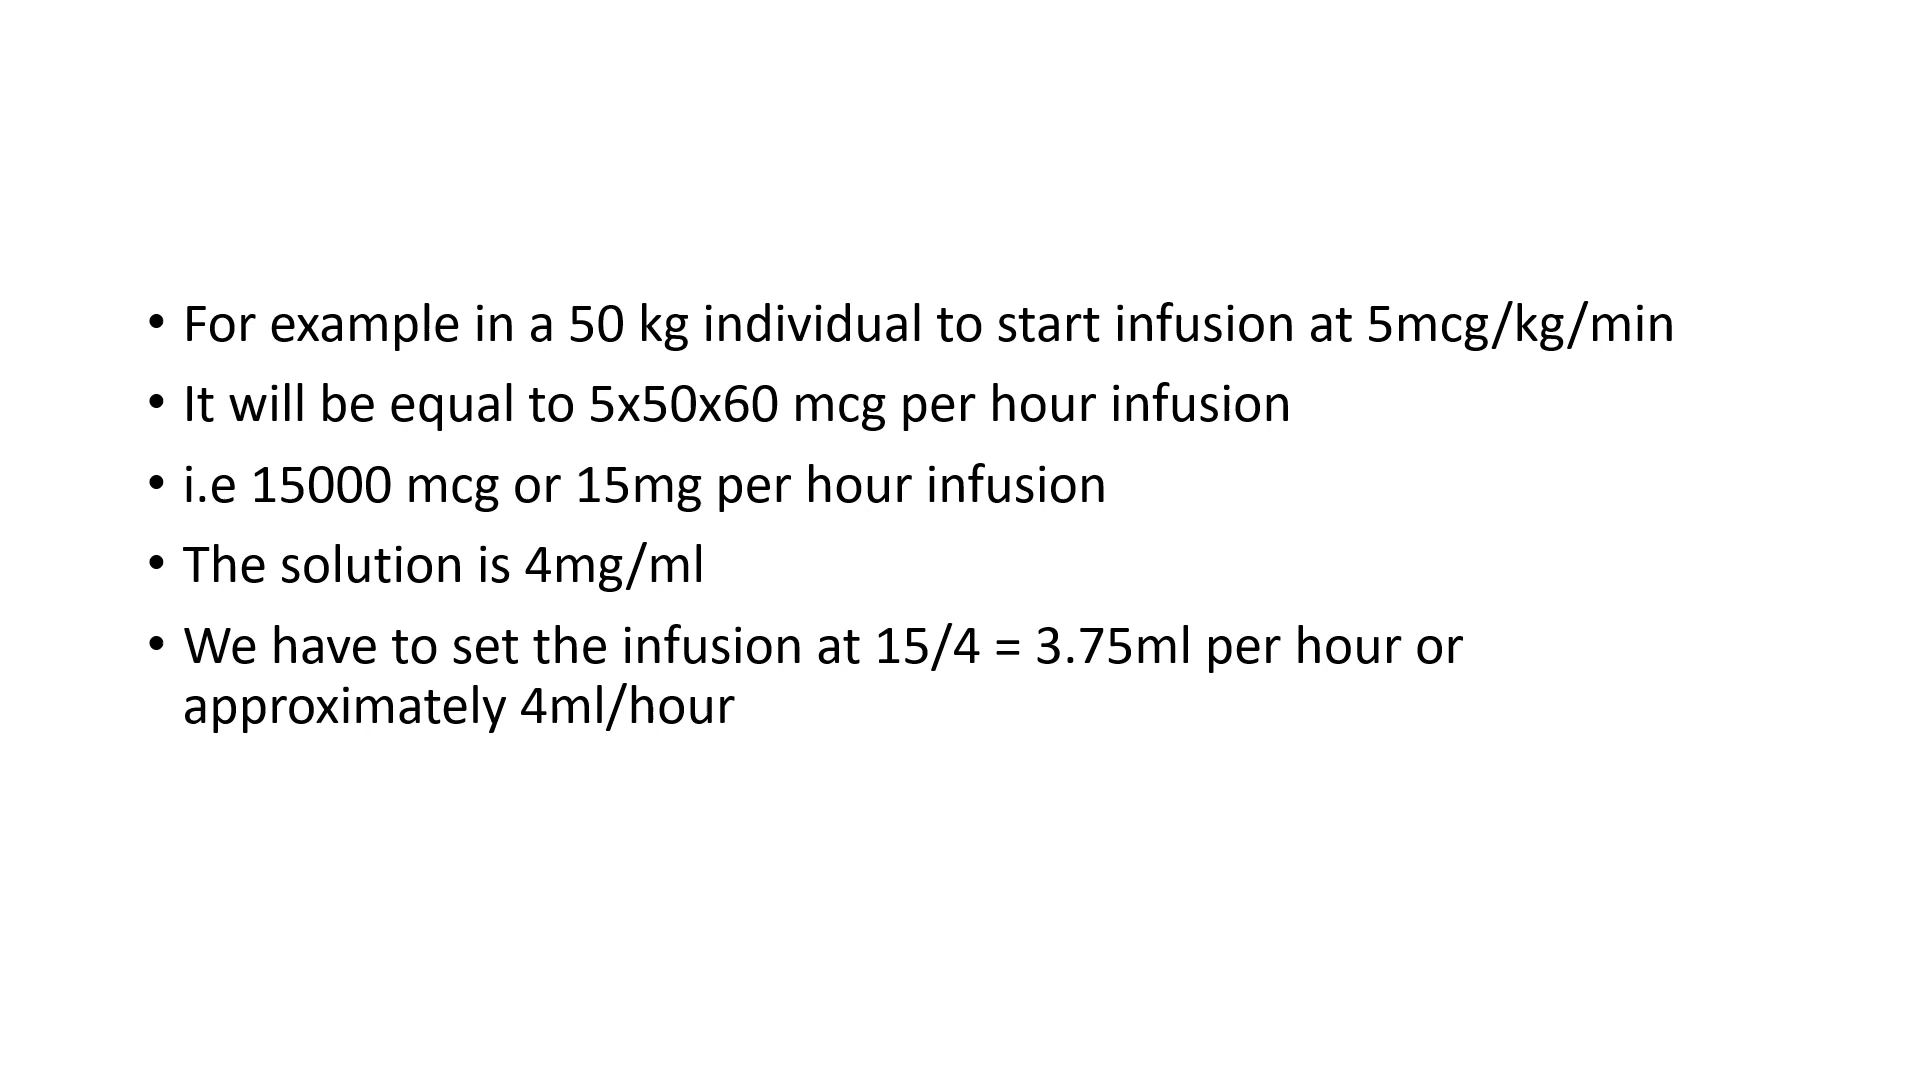 • For example in a 50 kg individual to start infusion at 5mcg/kg/min
• It will be equal to 5x50x60 mcg per hour infusion
• i.e 15000 mcg or 15mg per hour infusion
• The solution is 4mg/ml
• We have to set the infusion at 15/4 = 3.75ml per hour or
approximately 4ml/hour